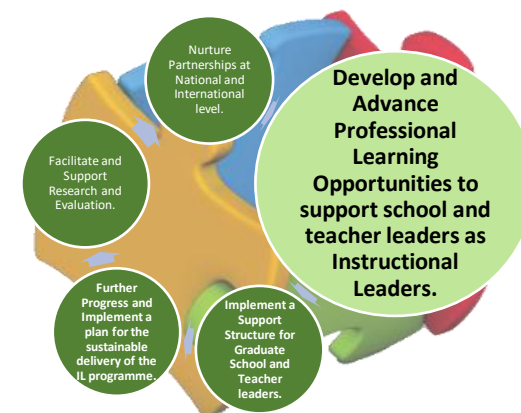 Nurture
Partnerships at
National and
International
level.
Develop and
Advance
Professional
Learning
Opportunities to
support school and
teacher leaders as
Instructional
Leaders.
Facilitate and
Support
Research and
Evaluation.
Further
Progress and
Implement a
plan for the
sustainable
delivery of the
IL programme.
Implement a
Support
Structure for
Graduate
School and
Teacher
leaders.